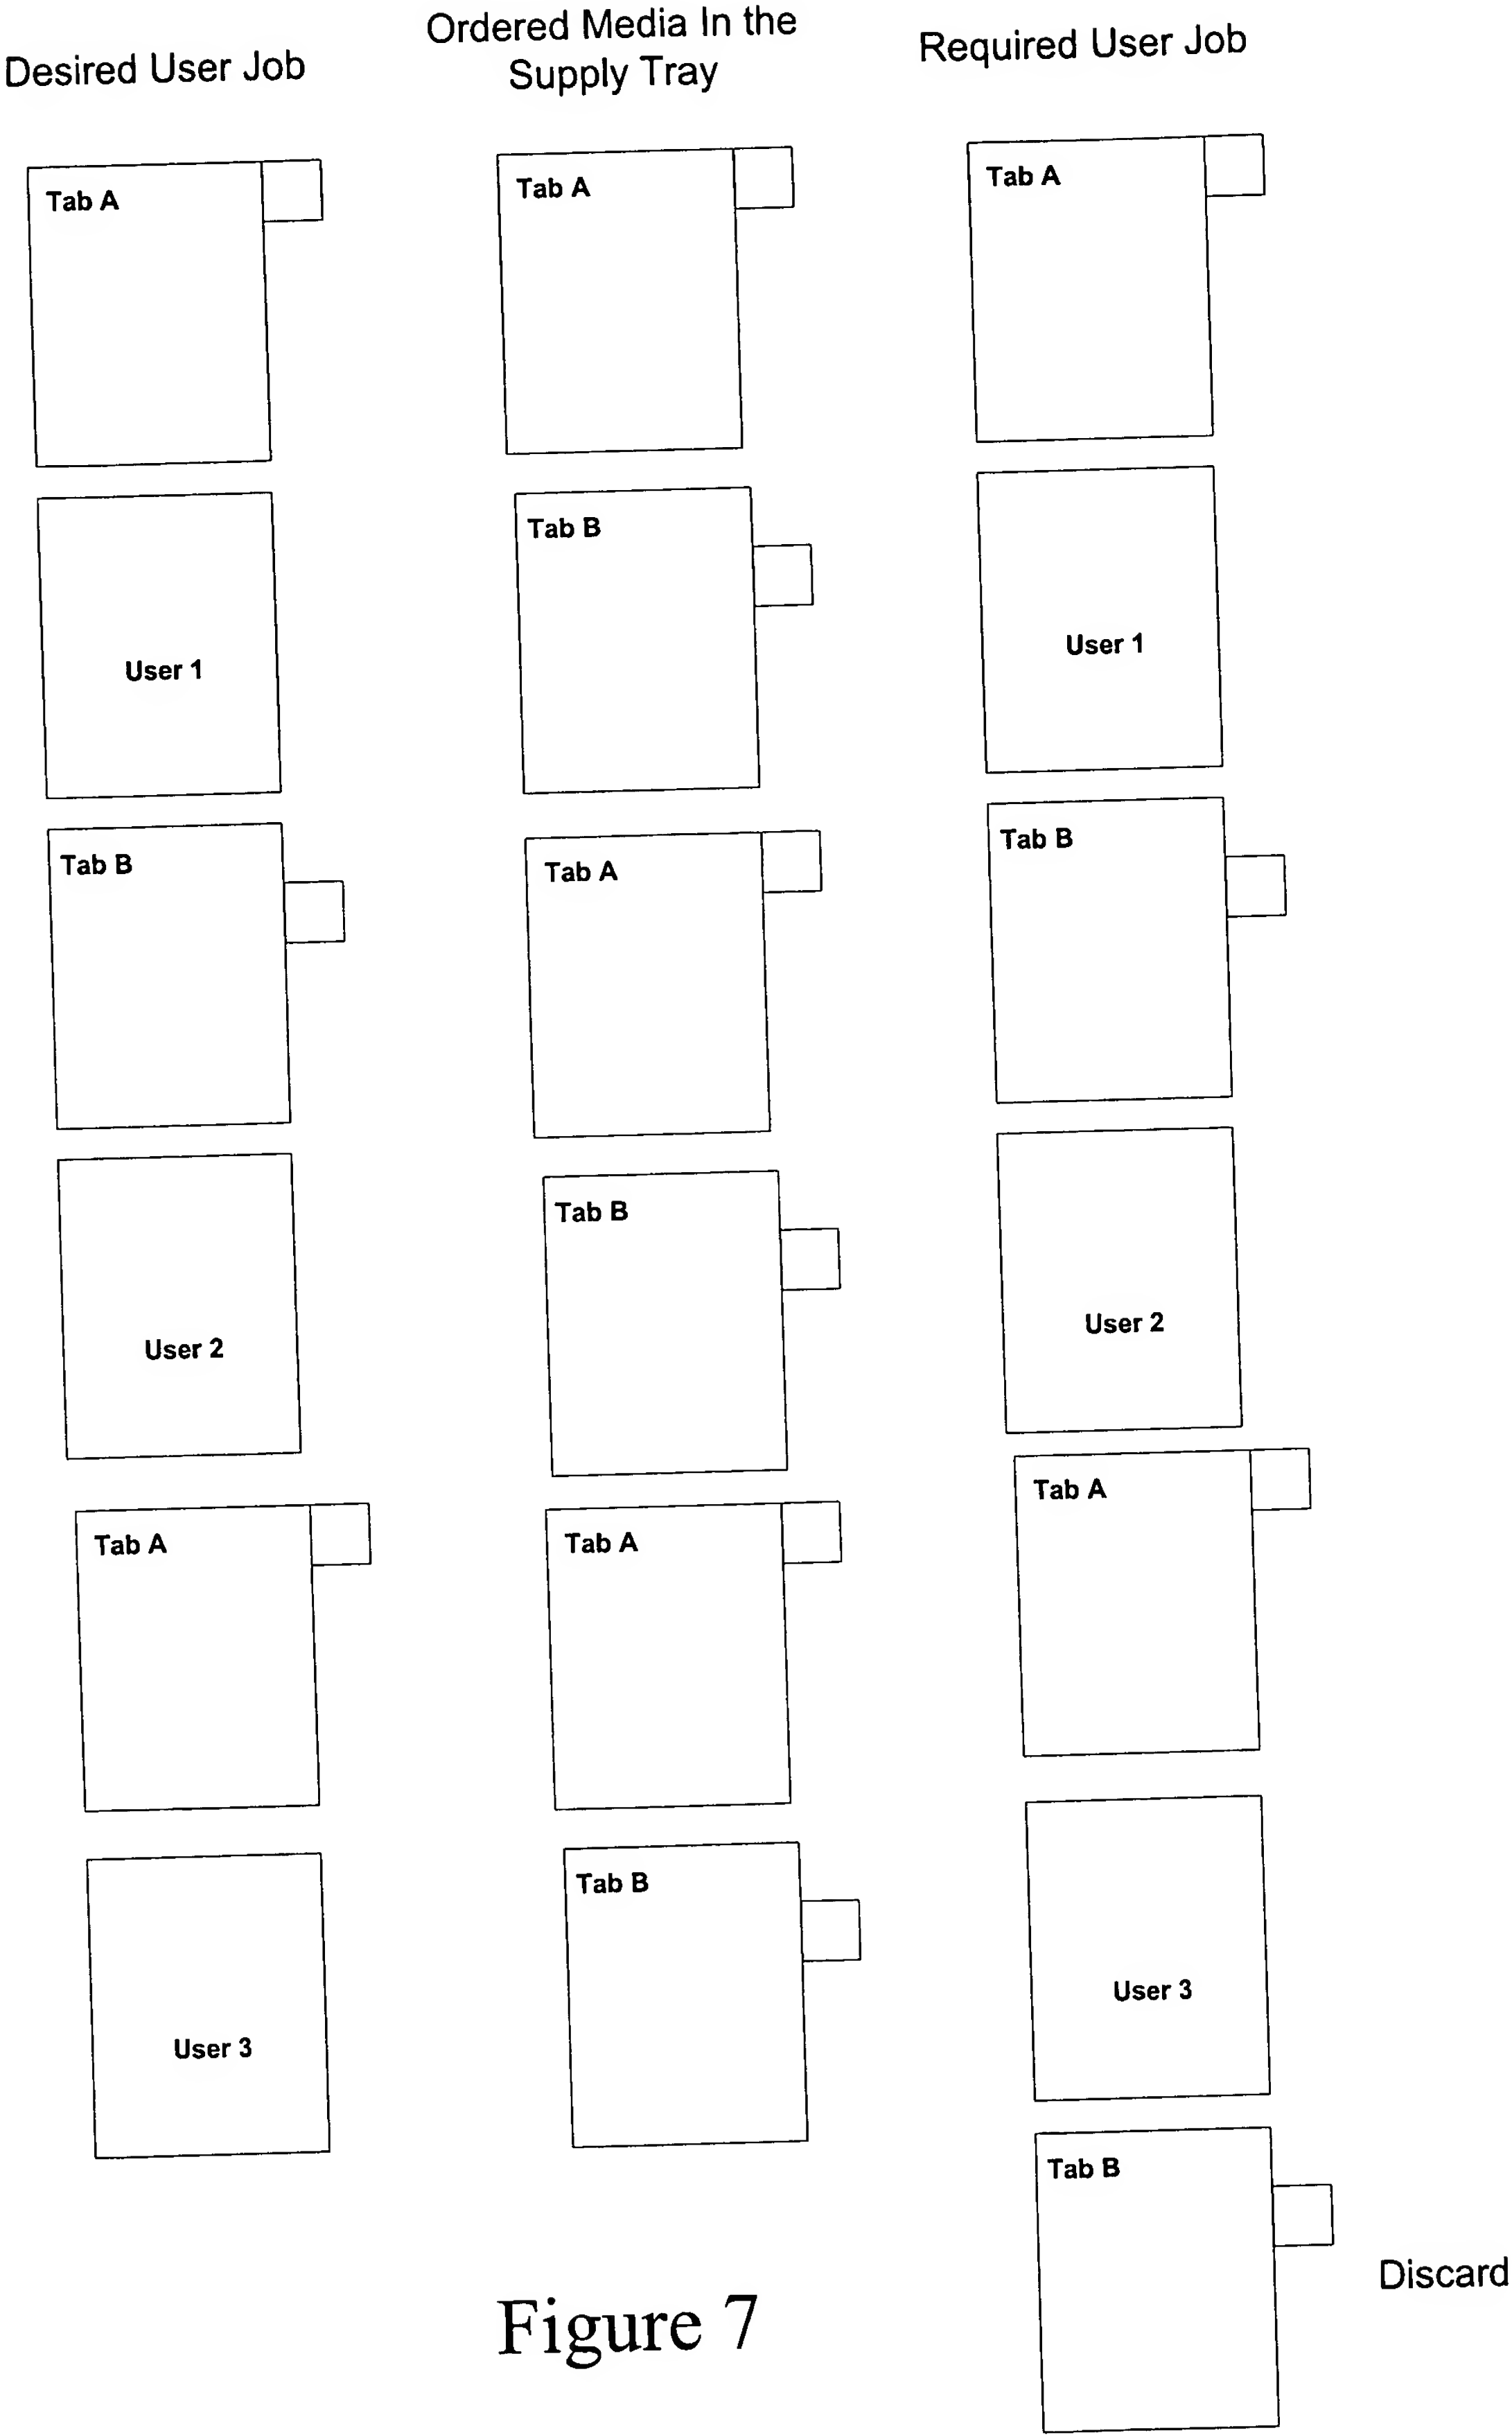 Desired User Job
Tab A
User 1
Tab B
User 2
Tab A
User 3
Ordered Media In the
Supply Tray
Tab A
Tab B
Tab A
Tab B
Tab A
Tab B
Required User Job
Tab A
User 1
Tab B
User 2
Tab A
User 3
Tab B
Discard
Figure 7